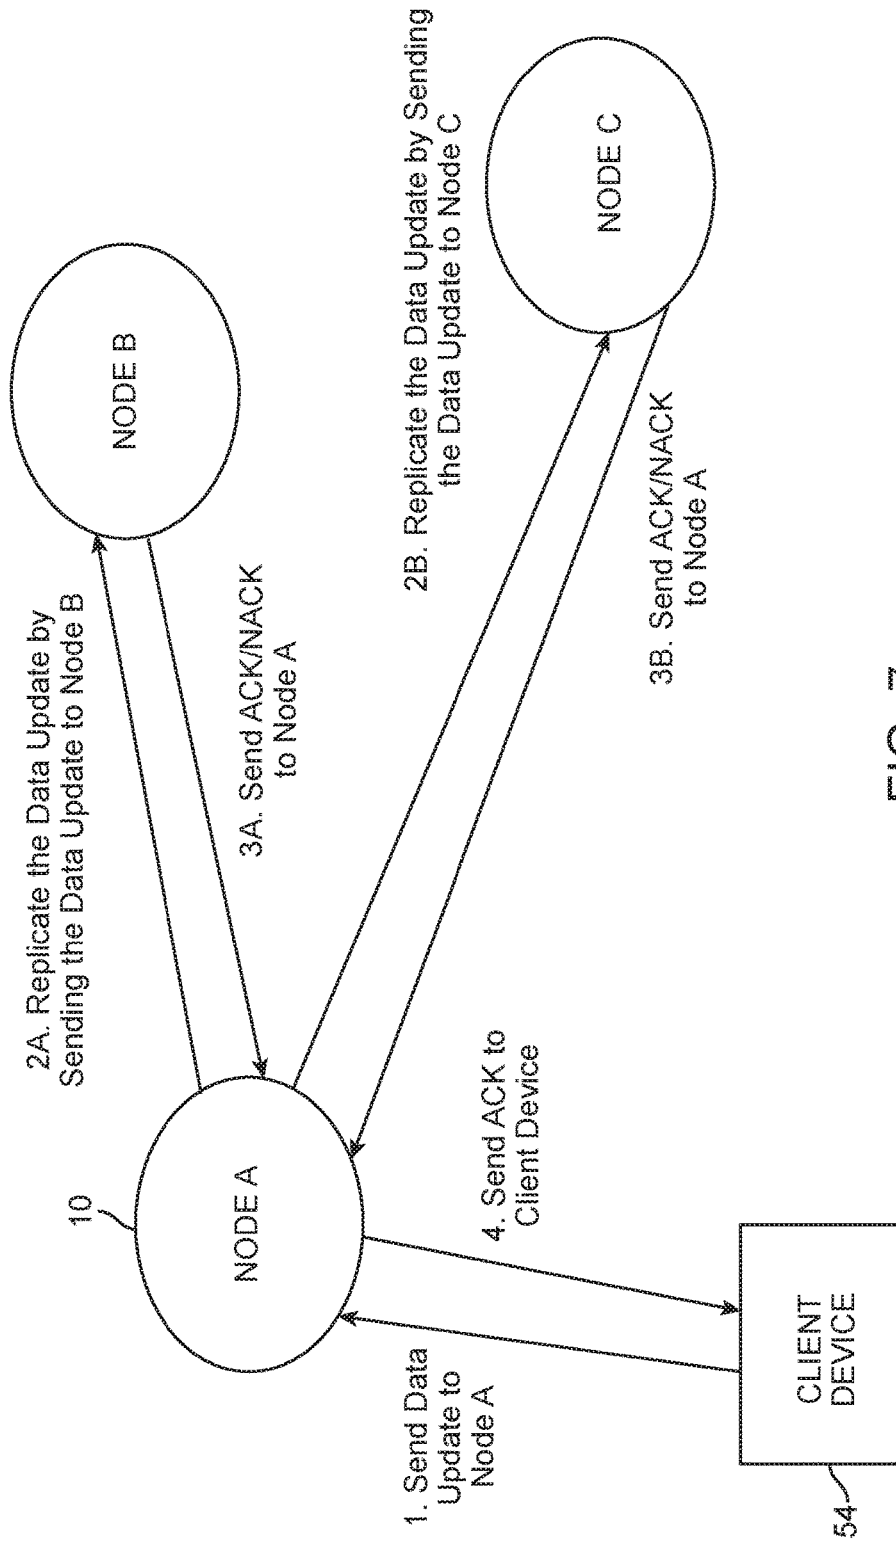 2A. Replicate the Data Update by
Sending the Data Update to Node B
NODE B
3A. Send ACK/NACK
to Node A
2B. Replicate the Data Update by Sending
the Data Update to Node C
NODE C
3B. Send ACK/NACK
to Node A
10
NODE A
1. Send Data
Update to
Node A
4. Send ACK to
Client Device
CLIENT
DEVICE
54
FIG. 7